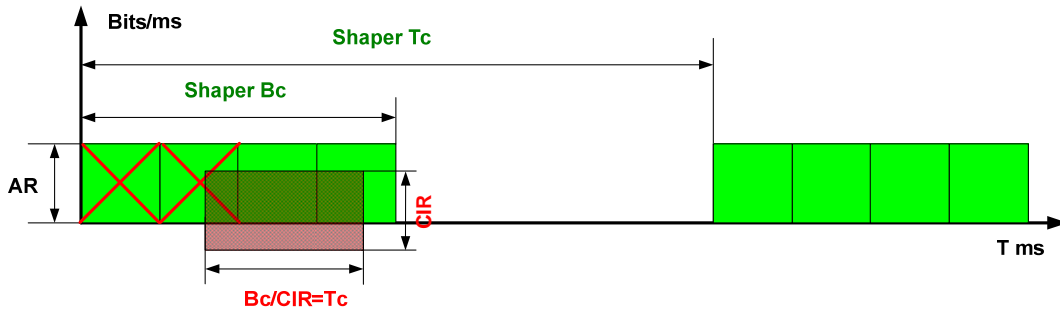 Bits/ms
Shaper Tc
Shaper Bc
AR
CIR
T ms
Bc/CIR=Tc